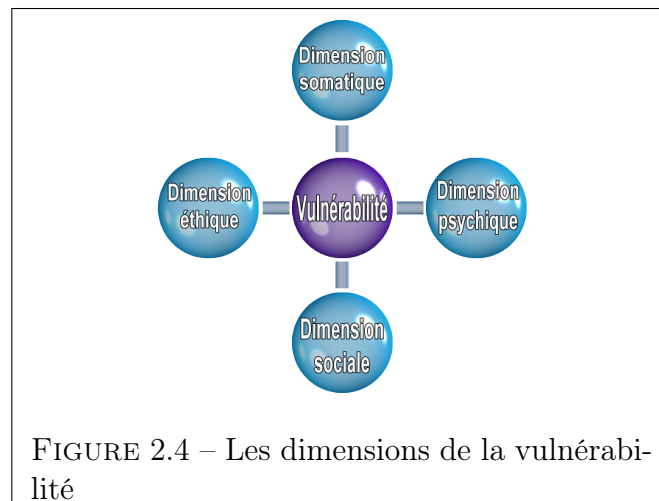 Dimension
somatique
Dimension
éthique
Vulnérabilité
Dimension
psychique
Dimension
sociale
FIGURE 2.4 – Les dimensions de la vulnérabi-
lité